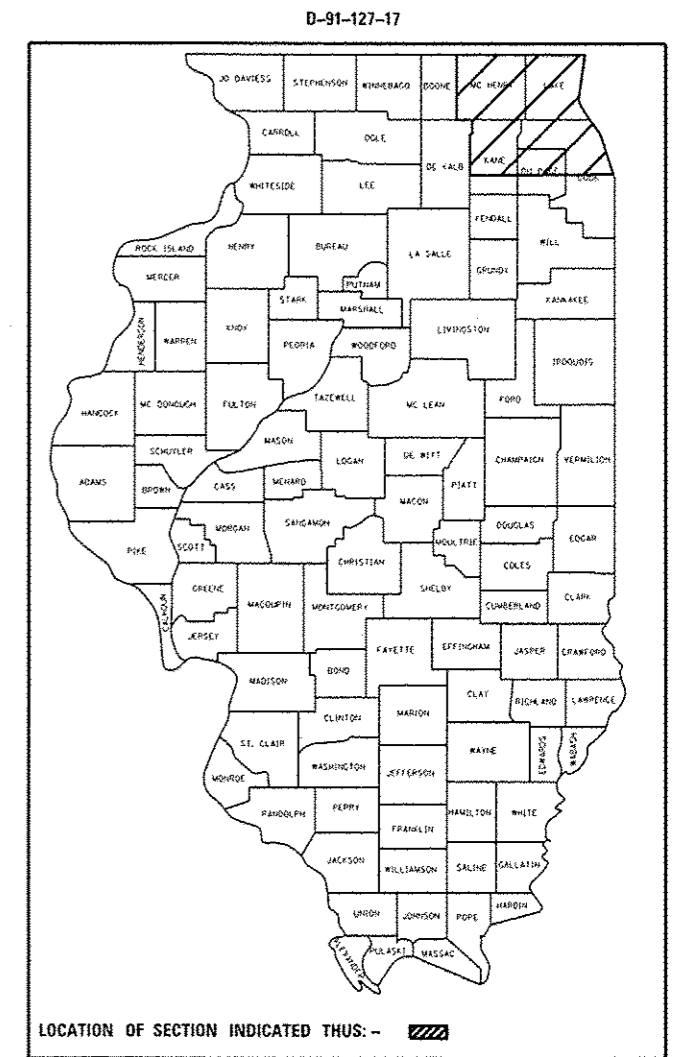 D-91-127-17
JO DAVIESS STEPHENSON WINNEBAGO BOONE MC HENRY LAKE
CARROLL OGLE
DE KALB KANE DU PAGE COOK
WHITESIDE LEE
KENDALL
ROCK ISLAND HENRY BUREAU LA SALLE WILL
MERCER PUTNAM GRUNDY
STARK MARSHALL KANKAKEE
HENDERSON WARREN KNOX LIVINGSTON
PEORIA WOODFORD IROQUOIS
HANCOCK MC DONOUGH FULTON TAZEWELL MC LEAN FORD
MASON
SCHUYLER LOGAN DE WITT CHAMPAIGN VERMILION
ADAMS BROWN CASS MENARD PIATT
MACON
MORGAN SANGAMON DOUGLAS
PIKE SCOTT CHRISTIAN MOULTRIE EDGAR
COLES
GREENE SHELBY
CALHOUN MACOUPIN MONTGOMERY CUMBERLAND CLARK
JERSEY
FAYETTE EFFINGHAM JASPER CRAWFORD
MADISON BOND
CLAY RICHLAND LAWRENCE
CLINTON MARION
ST. CLAIR WAYNE EDWARDS WABASH
WASHINGTON JEFFERSON
MONROE
RANDOLPH PERRY HAMILTON WHITE
FRANKLIN
JACKSON WILLIAMSON SALINE GALLATIN
UNION JOHNSON POPE HARDIN
ALEXANDER PULASKI MASSAC
LOCATION OF SECTION INDICATED THUS: -